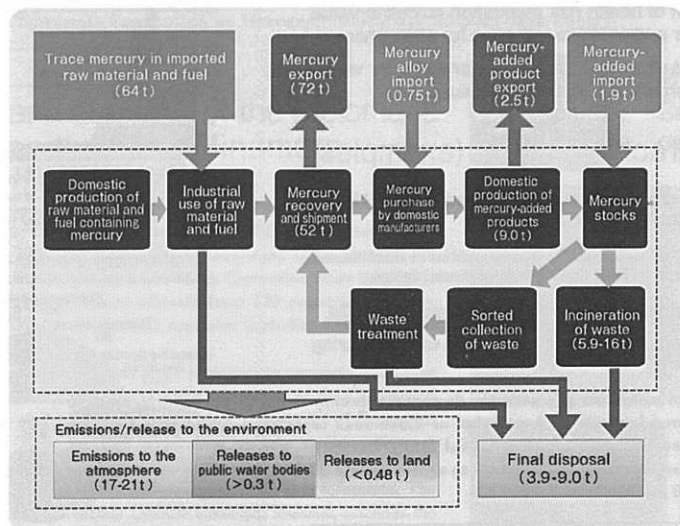 Trace mercury in imported
raw material and fuel
(64 t)
Mercury
export
(72 t)
Mercury
alloy import
(0.75t)
Mercury-
added product
export
(2.5 t)
Mercury-
added import
(1.9 t)
Domestic
production of
raw material and
fuel containing
mercury
Industrial
use of raw
material
and fuel
Mercury
recovery
and shipment
(52 t)
Mercury
purchase
by domestic
manufacturers
Domestic
production of
mercury-added
products
(9.0 t)
Mercury
stocks
Waste
treatment
Sorted
collection
of waste
Incineration
of waste
(5.9-16 t)
Emissions/release to the environment
Emissions to the
atmosphere
(17-21 t)
Releases to
public water bodies
(>0.3 t)
Releases to land
(<0.48 t)
Final disposal
(3.9-9.0 t)